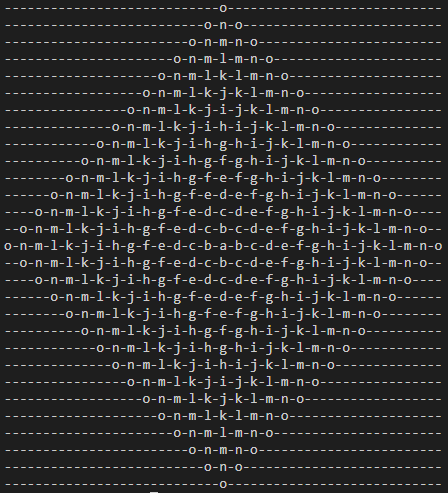 ----------------------------o----------------------------
--------------------------o-n-o--------------------------
------------------------o-n-m-n-o------------------------
----------------------o-n-m-l-m-n-o----------------------
--------------------o-n-m-l-k-l-m-n-o--------------------
------------------o-n-m-l-k-j-k-l-m-n-o------------------
----------------o-n-m-l-k-j-i-j-k-l-m-n-o----------------
--------------o-n-m-l-k-j-i-h-i-j-k-l-m-n-o--------------
------------o-n-m-l-k-j-i-h-g-h-i-j-k-l-m-n-o------------
----------o-n-m-l-k-j-i-h-g-f-g-h-i-j-k-l-m-n-o----------
--------o-n-m-l-k-j-i-h-g-f-e-f-g-h-i-j-k-l-m-n-o--------
------o-n-m-l-k-j-i-h-g-f-e-d-e-f-g-h-i-j-k-l-m-n-o------
----o-n-m-l-k-j-i-h-g-f-e-d-c-d-e-f-g-h-i-j-k-l-m-n-o----
--o-n-m-l-k-j-i-h-g-f-e-d-c-b-c-d-e-f-g-h-i-j-k-l-m-n-o--
o-n-m-l-k-j-i-h-g-f-e-d-c-b-a-b-c-d-e-f-g-h-i-j-k-l-m-n-o
--o-n-m-l-k-j-i-h-g-f-e-d-c-b-c-d-e-f-g-h-i-j-k-l-m-n-o--
----o-n-m-l-k-j-i-h-g-f-e-d-c-d-e-f-g-h-i-j-k-l-m-n-o----
------o-n-m-l-k-j-i-h-g-f-e-d-e-f-g-h-i-j-k-l-m-n-o------
--------o-n-m-l-k-j-i-h-g-f-e-f-g-h-i-j-k-l-m-n-o--------
----------o-n-m-l-k-j-i-h-g-f-g-h-i-j-k-l-m-n-o----------
------------o-n-m-l-k-j-i-h-g-h-i-j-k-l-m-n-o------------
--------------o-n-m-l-k-j-i-h-i-j-k-l-m-n-o--------------
----------------o-n-m-l-k-j-i-j-k-l-m-n-o----------------
------------------o-n-m-l-k-j-k-l-m-n-o------------------
--------------------o-n-m-l-k-l-m-n-o--------------------
----------------------o-n-m-l-m-n-o----------------------
------------------------o-n-m-n-o------------------------
--------------------------o-n-o--------------------------
----------------------------o----------------------------